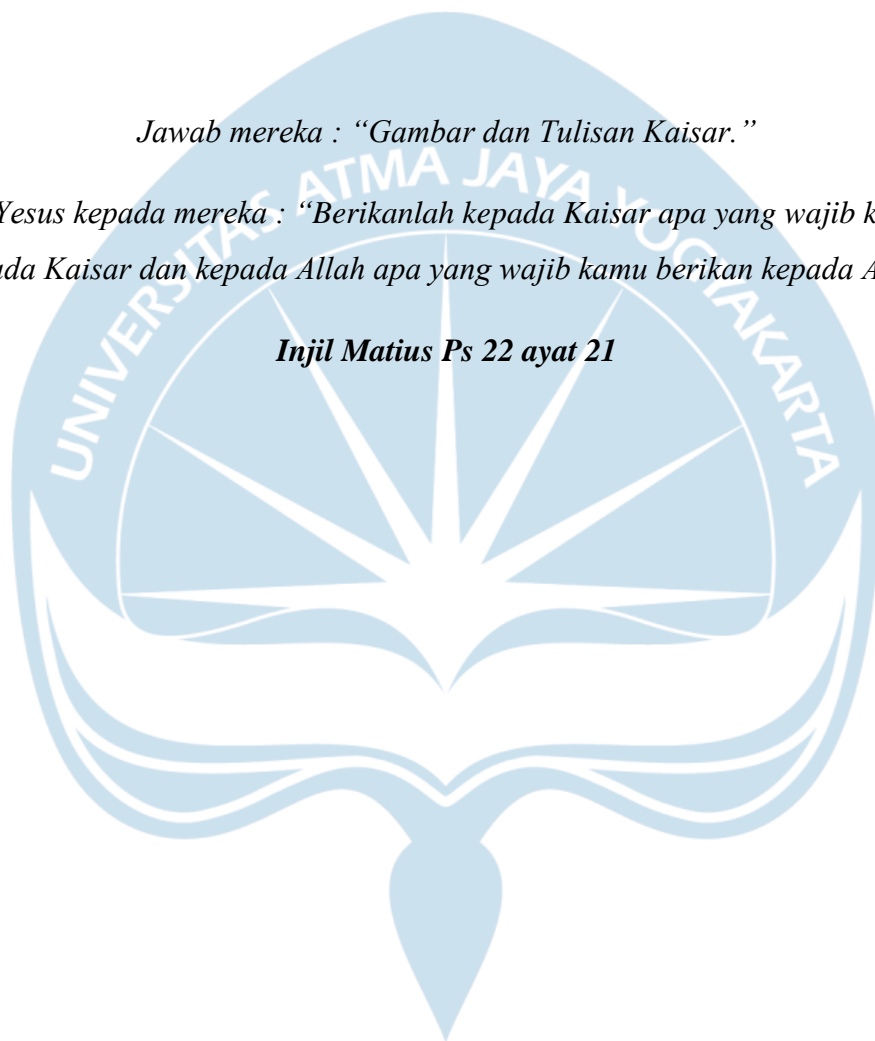 Jawab mereka : “Gambar dan Tulisan Kaisar.”
UNIVERSITAS ATMA JAYA YOGYAKARTA
Yesus kepada mereka : “Berikanlah kepada Kaisar apa yang wajib
Kaisar dan kepada Allah apa yang wajib kamu berikan kepada
Injil Matius Ps 22 ayat 21